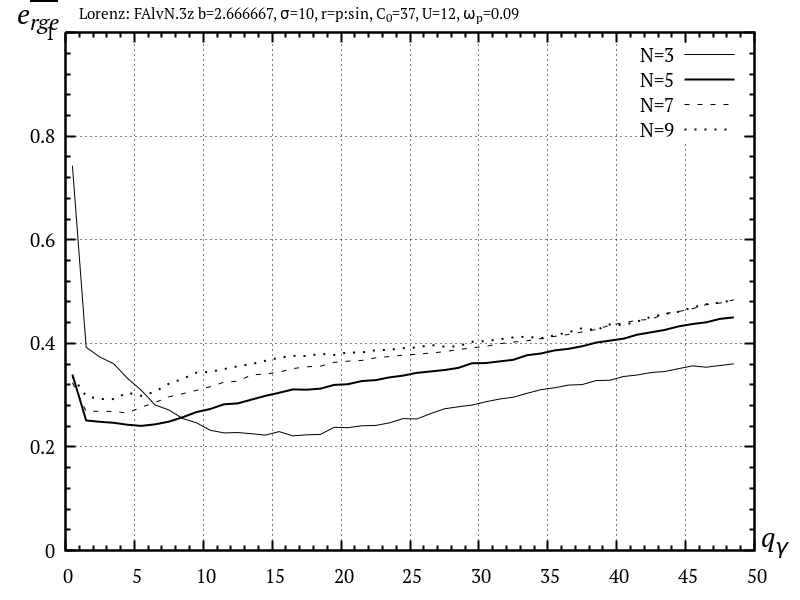 e_rge
Lorenz: FAlvN.3z b=2.666667, σ=10, r=p:sin, C₀=37, U=12, ωₚ=0.09
1
N=3
N=5
N=7
N=9
0.8
0.6
0.4
0.2
0
q_γ
0 5 10 15 20 25 30 35 40 45 50